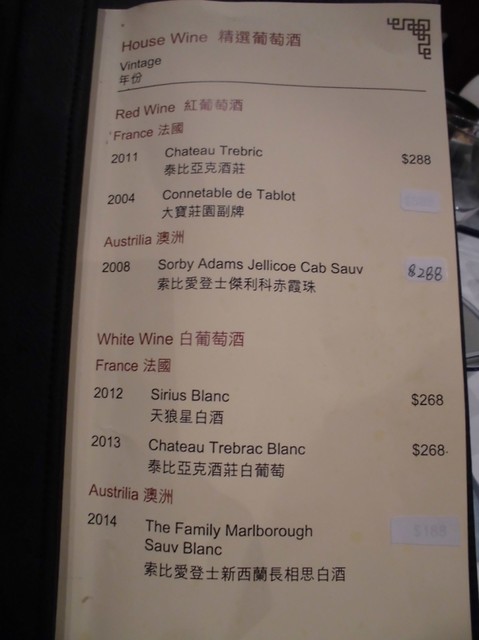 House Wine 精選葡萄酒
Vintage
年份
Red Wine 紅葡萄酒
France 法國
2011 Chateau Trebric $288
泰比亞克酒莊
2004 Connetable de Tablot
大寶莊園副牌
Austrilia 澳洲
2008 Sorby Adams Jellicoe Cab Sauv $288
索比愛登士傑利科赤霞珠
White Wine 白葡萄酒
France 法國
2012 Sirius Blanc $268
天狼星白酒
2013 Chateau Trebrac Blanc $268
泰比亞克酒莊白葡萄
Austrilia 澳洲
2014 The Family Marlborough
Sauv Blanc
索比愛登士新西蘭長相思白酒